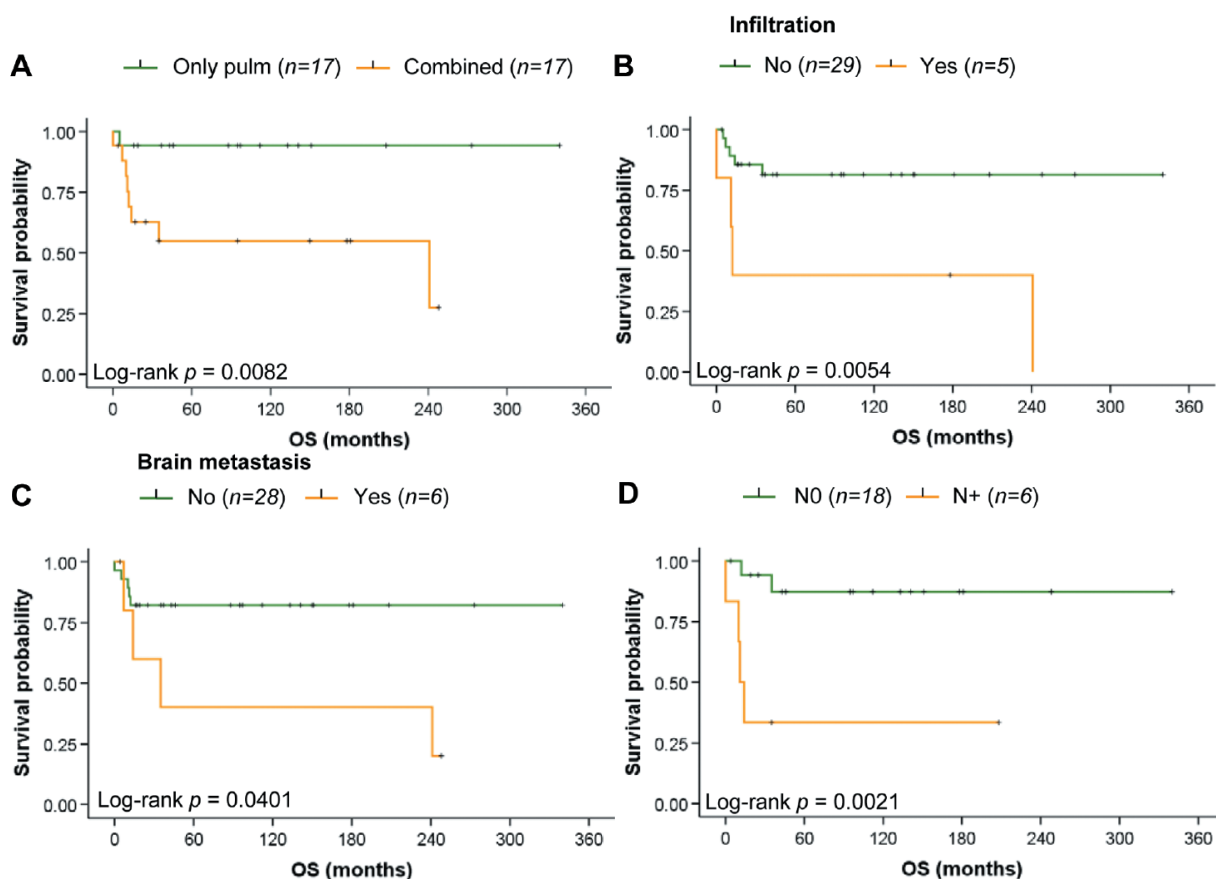 A
Only pulm (n=17) Combined (n=17)
Survival probability
1.00
0.75
0.50
0.25
0.00
Log-rank p = 0.0082
0 60 120 180 240 300 360
OS (months)
Infiltration
B
No (n=29) Yes (n=5)
Survival probability
1.00
0.75
0.50
0.25
0.00
Log-rank p = 0.0054
0 60 120 180 240 300 360
OS (months)
Brain metastasis
C
No (n=28) Yes (n=6)
Survival probability
1.00
0.75
0.50
0.25
0.00
Log-rank p = 0.0401
0 60 120 180 240 300 360
OS (months)
D
N0 (n=18) N+ (n=6)
Survival probability
1.00
0.75
0.50
0.25
0.00
Log-rank p = 0.0021
0 60 120 180 240 300 360
OS (months)